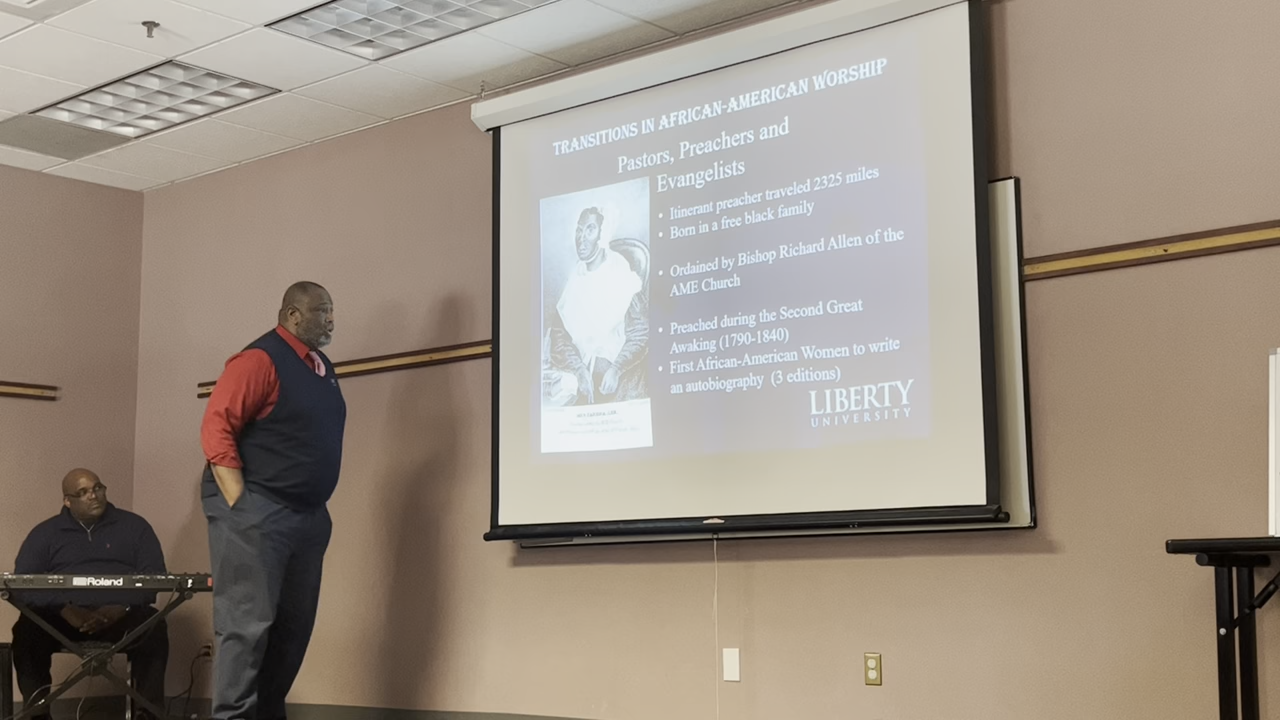 TRANSITIONS IN AFRICAN-AMERICAN WORSHIP
Pastors, Preachers and
Evangelists
• Itinerant preacher traveled 2325 miles
• Born in a free black family
• Ordained by Bishop Richard Allen of the
AME Church
• Preached during the Second Great
Awaking (1790-1840)
• First African-American Women to write
an autobiography (3 editions)
LIBERTY
UNIVERSITY
Roland